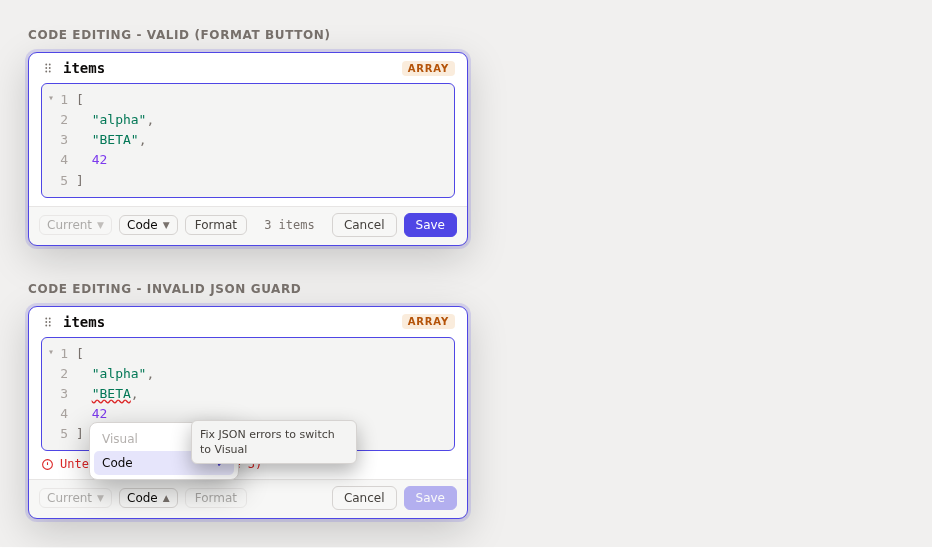 CODE EDITING - VALID (FORMAT BUTTON)
items ARRAY
1 [
2 "alpha",
3 "BETA",
4 42
5 ]
Current Code Format 3 items Cancel Save
CODE EDITING - INVALID JSON GUARD
items ARRAY
1 [
2 "alpha",
3 "BETA,
4 42
5 ]
Visual
Fix JSON errors to switch
to Visual
Code
Current Code Format Cancel Save